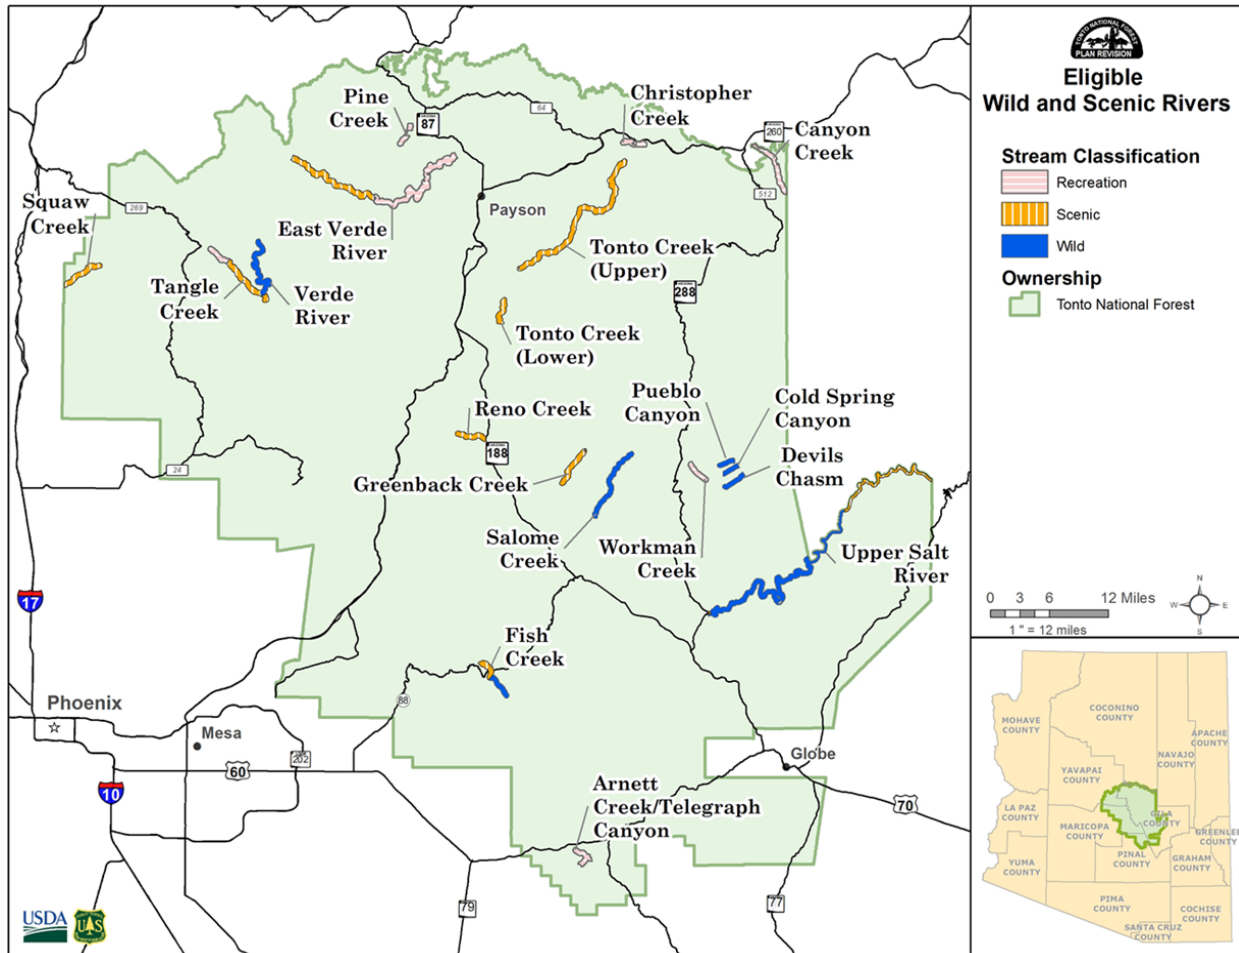 TONTO NATIONAL FOREST
PLAN REVISION
Eligible
Wild and Scenic Rivers
Stream Classification
Recreation
Scenic
Wild
Ownership
Tonto National Forest
0 3 6 12 Miles
1 " = 12 miles
N
W E
S
Pine
Creek
87
64
Christopher
Creek
260
Canyon
Creek
512
Squaw
Creek
269
Payson
East Verde
River
Tonto Creek
(Upper)
Tangle
Creek
Verde
River
288
Tonto Creek
(Lower)
Pueblo
Canyon
Cold Spring
Canyon
Reno Creek
188
Devils
Chasm
24
Greenback Creek
Salome
Creek
Workman
Creek
Upper Salt
River
17
Fish
Creek
88
Phoenix
Mesa
202
60
10
Globe
70
Arnett
Creek/Telegraph
Canyon
79
77
USDA
UAS
COCONINO
COUNTY
MOHAVE
COUNTY
APACHE
COUNTY
NAVAJO
COUNTY
YAVAPAI
COUNTY
LA PAZ
COUNTY
GILA
COUNTY
MARICOPA
COUNTY
GREENLEE
COUNTY
PINAL
COUNTY
GRAHAM
COUNTY
YUMA
COUNTY
PIMA
COUNTY
COCHISE
COUNTY
SANTA CRUZ
COUNTY